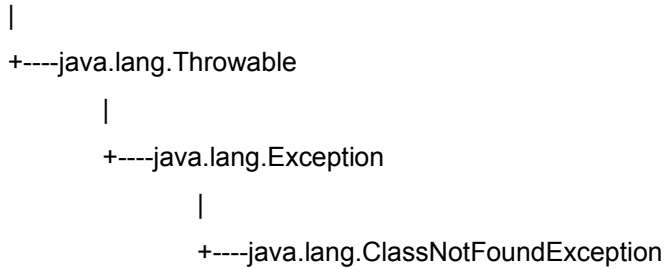 |
+----java.lang.Throwable
|
+----java.lang.Exception
|
+----java.lang.ClassNotFoundException